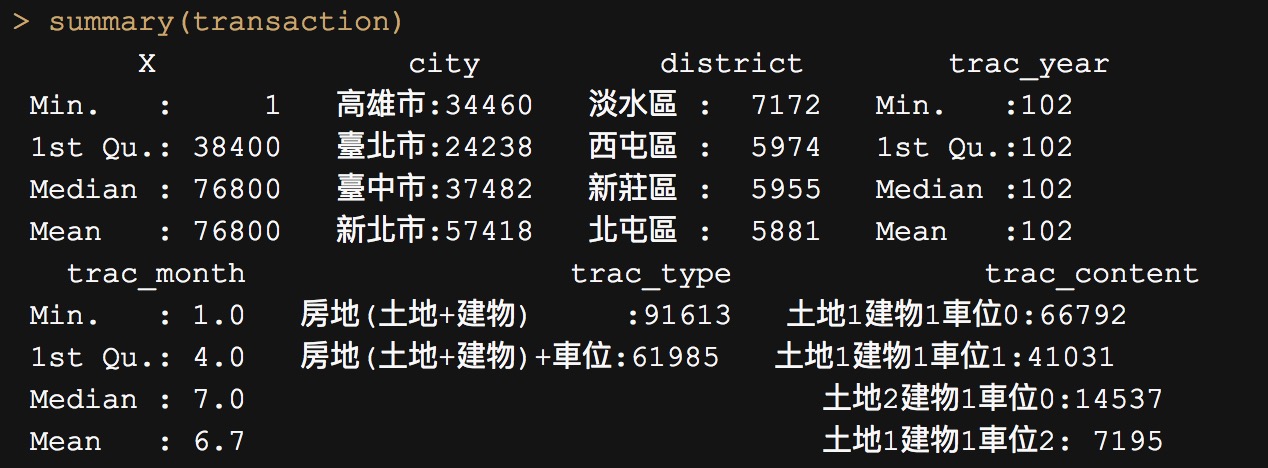 > summary(transaction)
X city district trac_year
Min. : 1 高雄市:34460 淡水區 : 7172 Min. :102
1st Qu.: 38400 臺北市:24238 西屯區 : 5974 1st Qu.:102
Median : 76800 臺中市:37482 新莊區 : 5955 Median :102
Mean : 76800 新北市:57418 北屯區 : 5881 Mean :102
trac_month trac_type trac_content
Min. : 1.0 房地(土地+建物) :91613 土地1建物1車位0:66792
1st Qu.: 4.0 房地(土地+建物)+車位:61985 土地1建物1車位1:41031
Median : 7.0 土地2建物1車位0:14537
Mean : 6.7 土地1建物1車位2: 7195